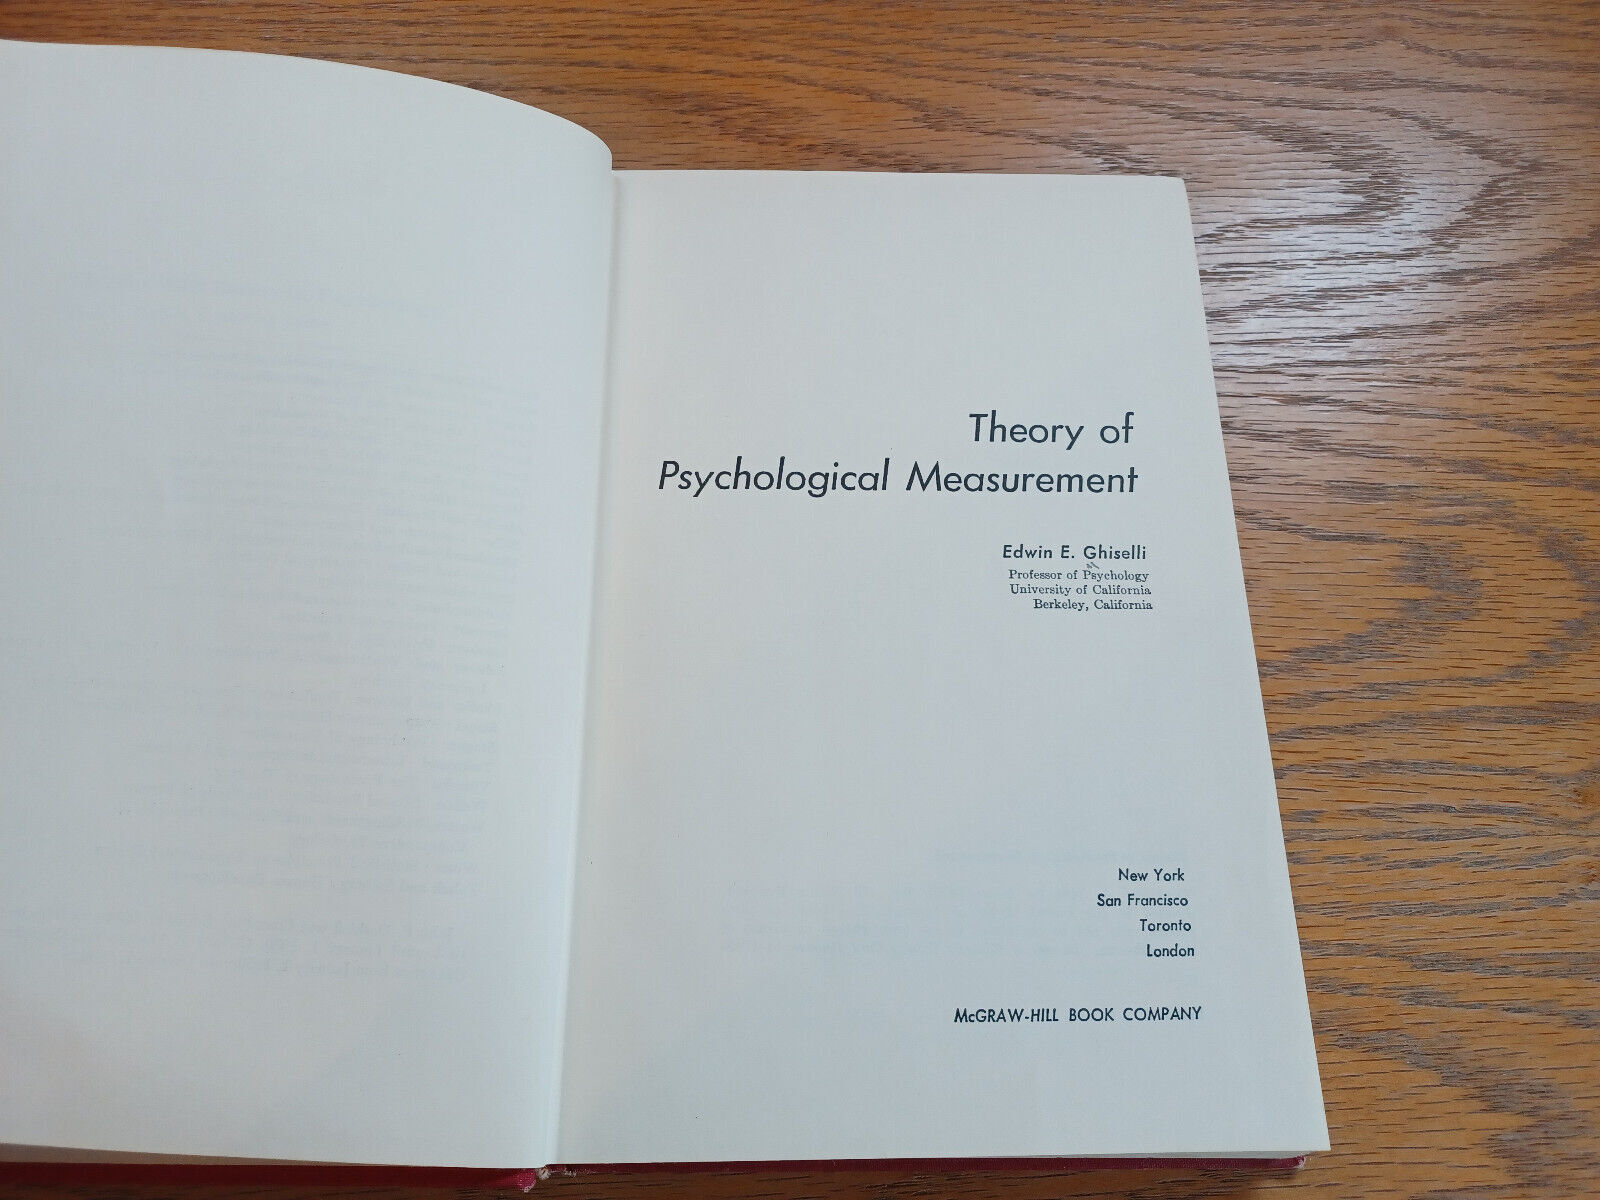 Theory of
Psychological Measurement
Edwin E. Ghiselli
Professor of Psychology
University of California
Berkeley, California
New York
San Francisco
Toronto
London
McGRAW-HILL BOOK COMPANY